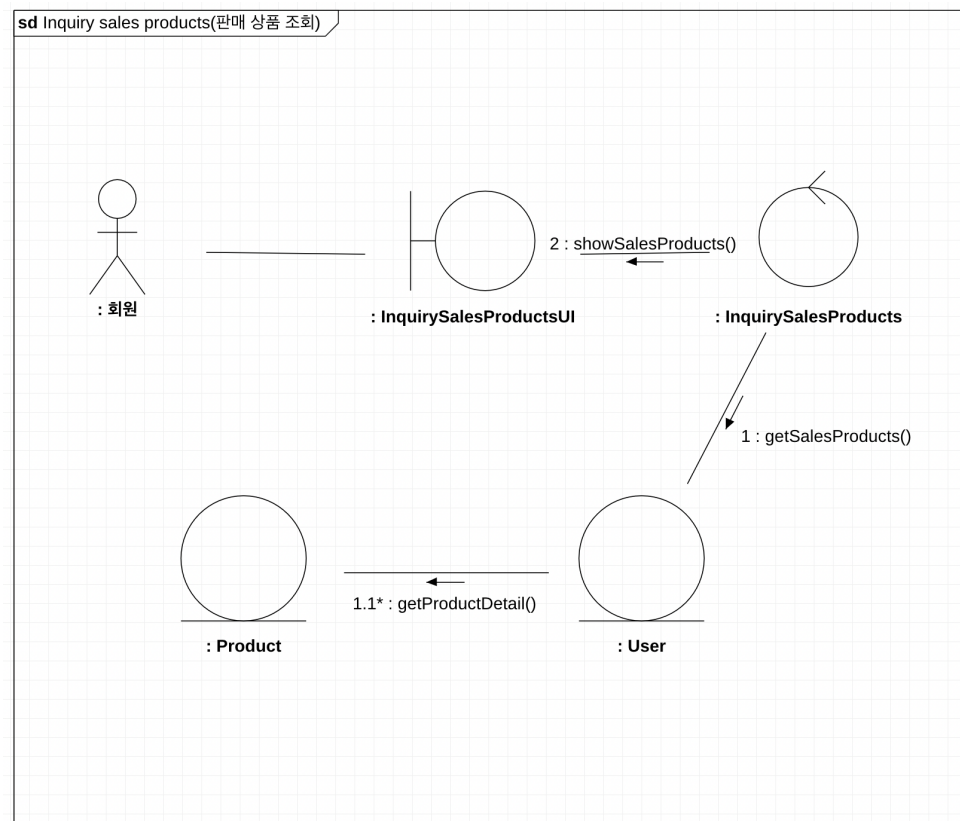 sd Inquiry sales products(판매 상품 조회)
2 : showSalesProducts()
: 회원
: InquirySalesProductsUI
: InquirySalesProducts
1 : getSalesProducts()
1.1* : getProductDetail()
: Product
: User